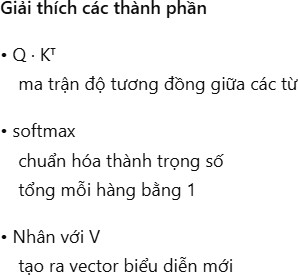 Giải thích các thành phần
• Q · Kᵀ
ma trận độ tương đồng giữa các từ
• softmax
chuẩn hóa thành trọng số
tổng mỗi hàng bằng 1
• Nhân với V
tạo ra vector biểu diễn mới